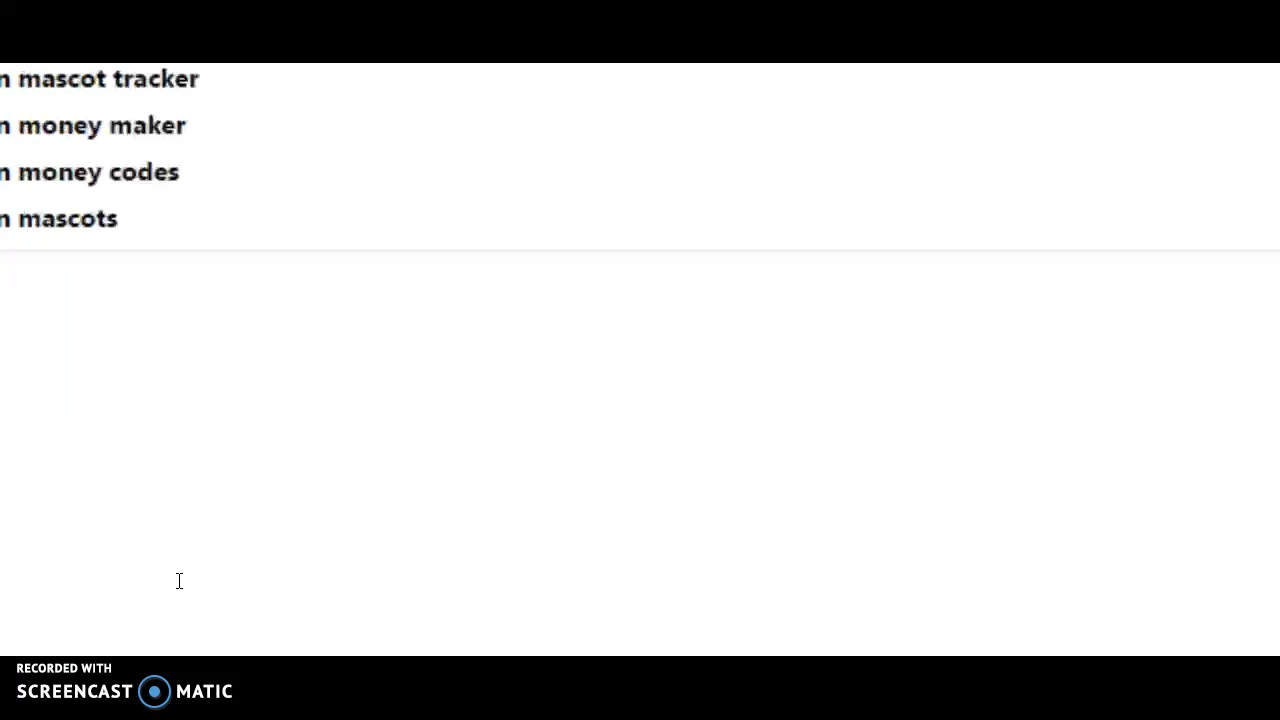 n mascot tracker
n money maker
n money codes
n mascots
RECORDED WITH
SCREENCAST MATIC